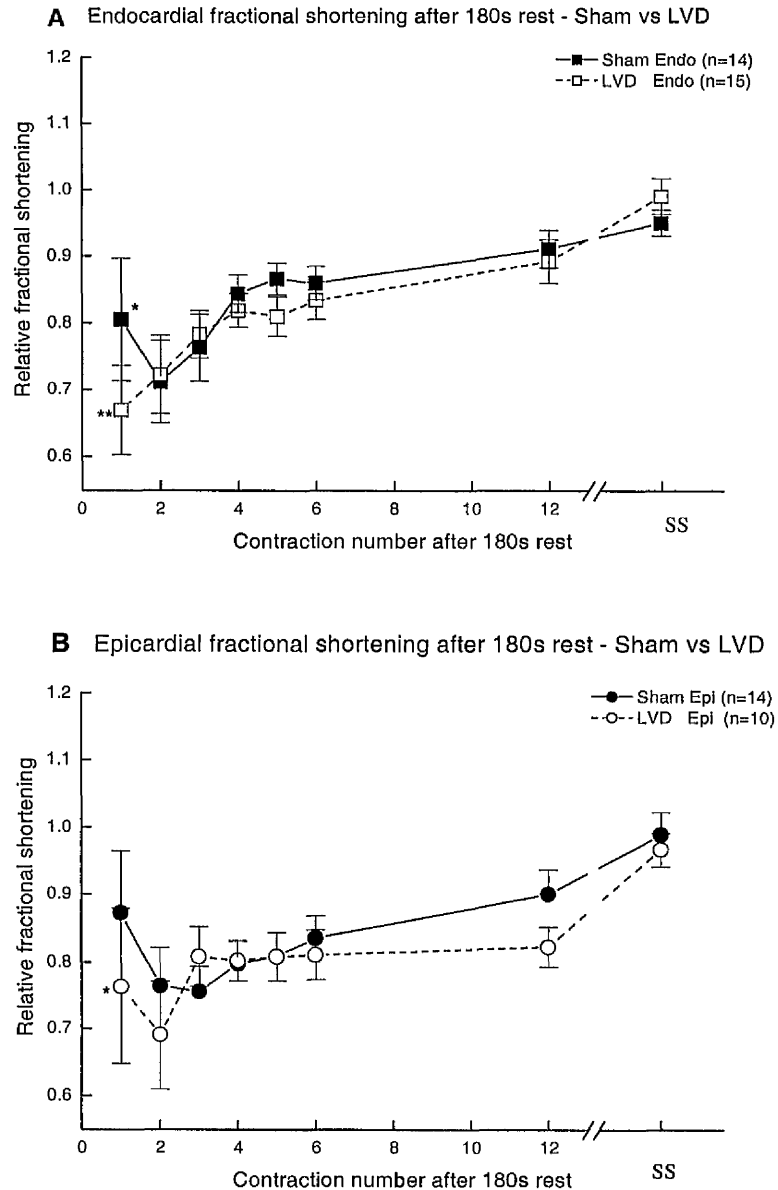 A Endocardial fractional shortening after 180s rest - Sham vs LVD
Sham Endo (n=14)
LVD Endo (n=15)
Relative fractional shortening
1.2
1.1
1.0
0.9
0.8
0.7
0.6
*
**
0 2 4 6 8 10 12
SS
Contraction number after 180s rest
B Epicardial fractional shortening after 180s rest - Sham vs LVD
Sham Epi (n=14)
LVD Epi (n=10)
Relative fractional shortening
1.2
1.1
1.0
0.9
0.8
0.7
0.6
*
0 2 4 6 8 10 12
SS
Contraction number after 180s rest